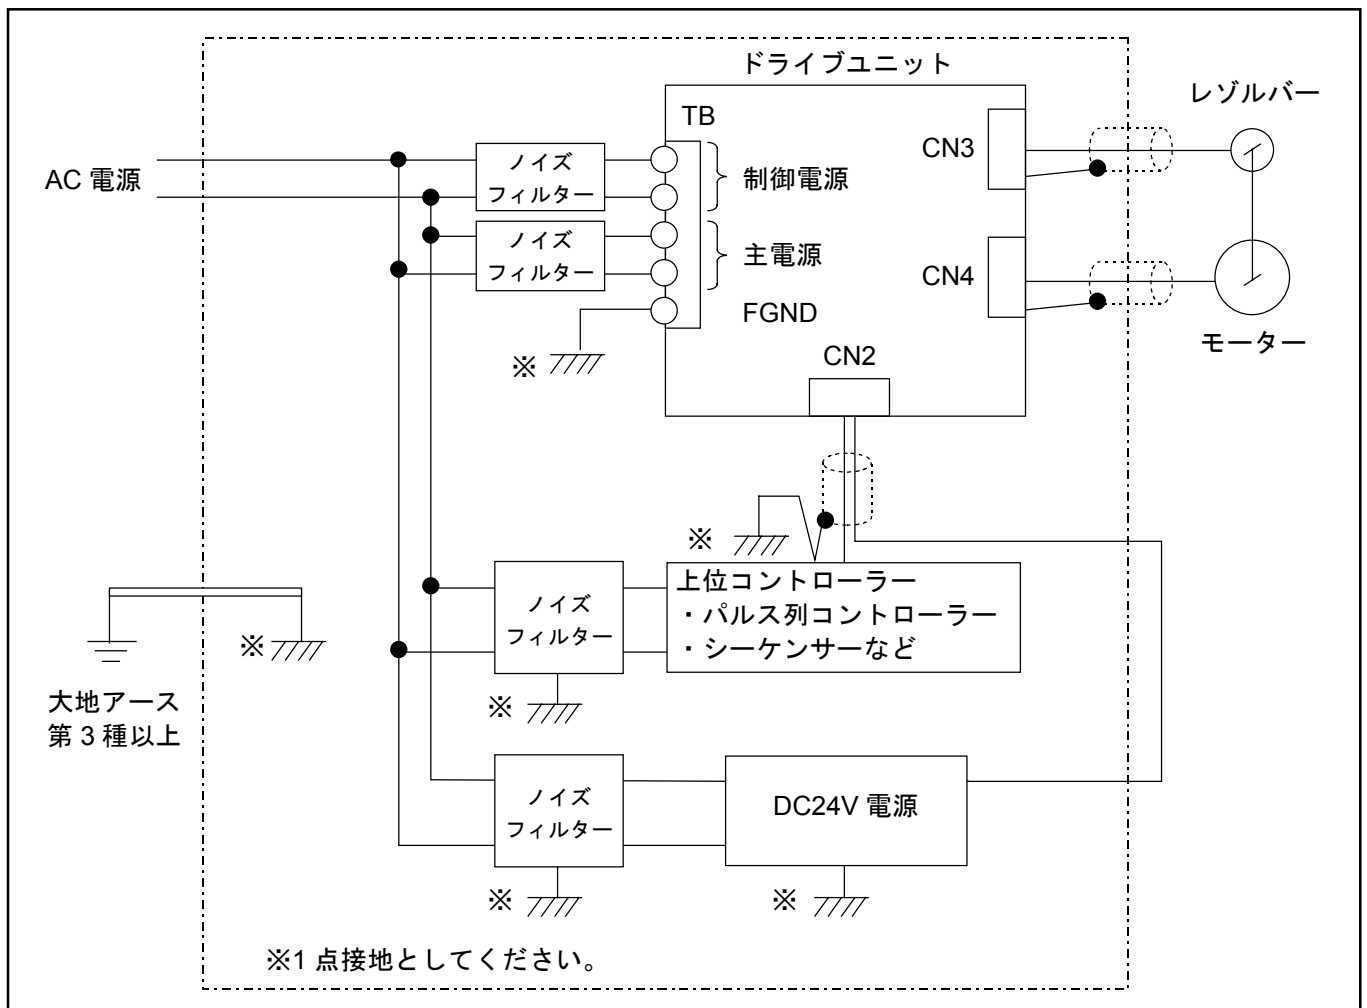 ドライブユニット
レゾルバー
TB
CN3
AC 電源
ノイズ
フィルター
制御電源
ノイズ
フィルター
主電源
CN4
FGND
※
モーター
CN2
※
上位コントローラー
・パルス列コントローラー
・シーケンサーなど
ノイズ
フィルター
※
大地アース
第 3 種以上
※
ノイズ
フィルター
DC24V 電源
※
※
※1 点接地としてください。